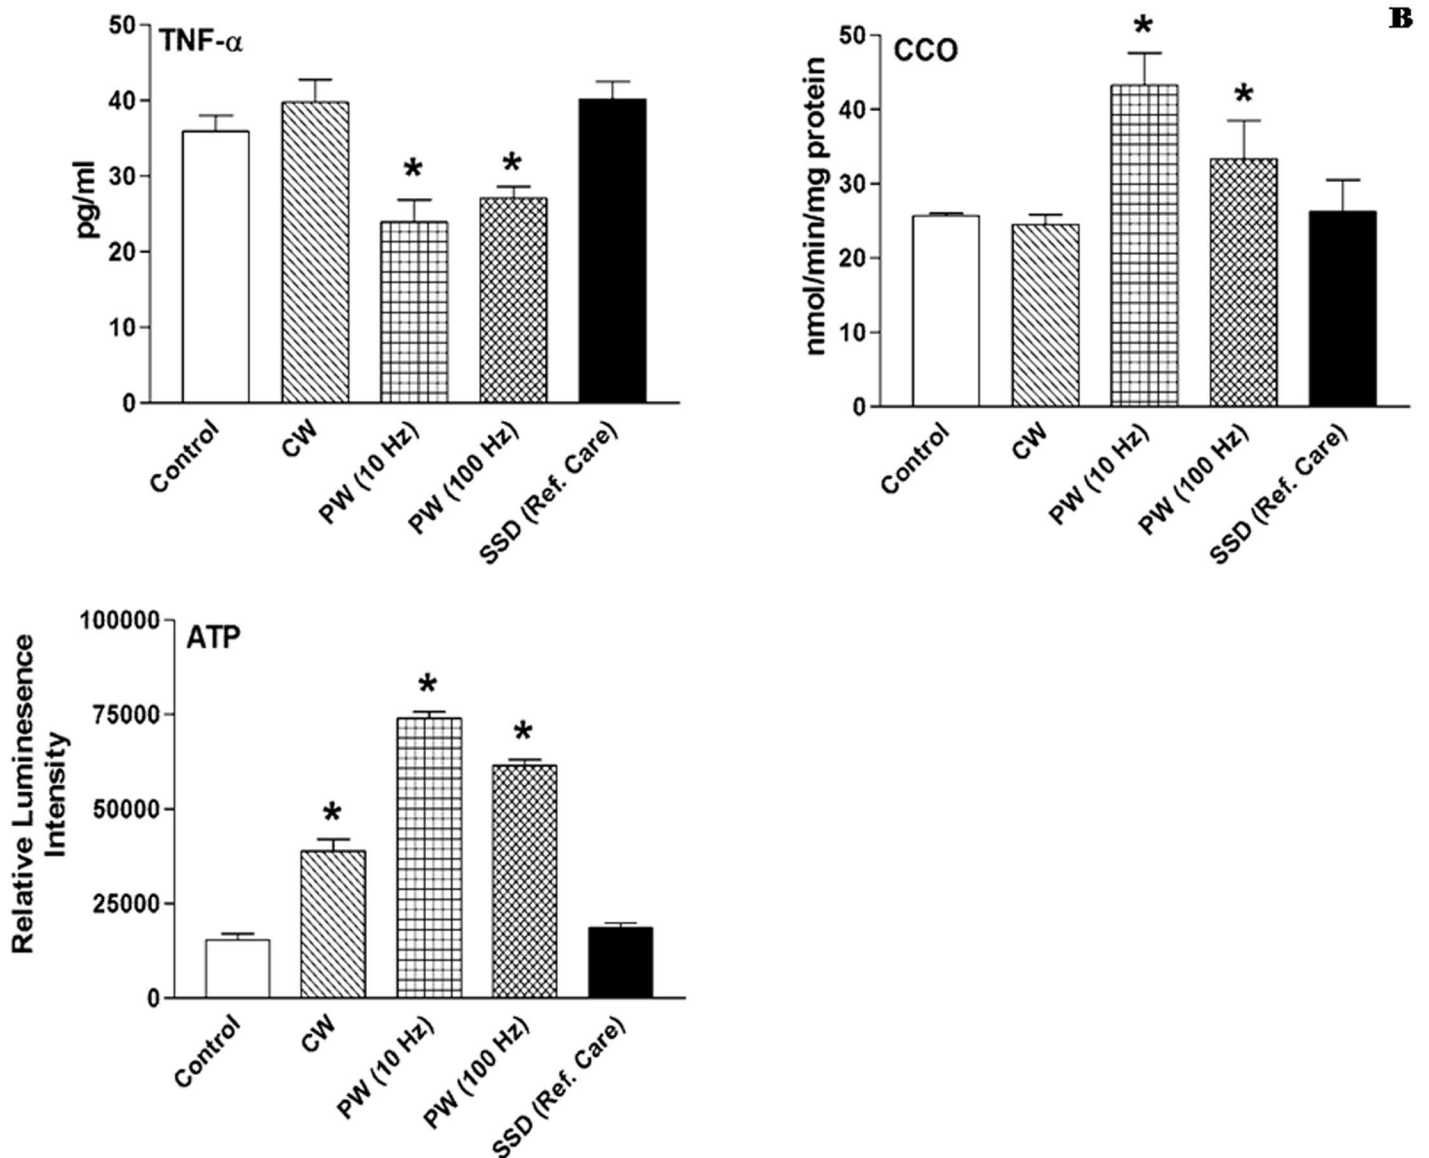 B
TNF-α
pg/ml
50
40
30
20
10
0
Control
CW
PW (10 Hz)
PW (100 Hz)
SSD (Ref. Care)
*
*
CCO
nmol/min/mg protein
50
40
30
20
10
0
Control
CW
PW (10 Hz)
PW (100 Hz)
SSD (Ref. Care)
*
*
ATP
Relative Luminesence
Intensity
100000
75000
50000
25000
0
Control
CW
PW (10 Hz)
PW (100 Hz)
SSD (Ref. Care)
*
*
*